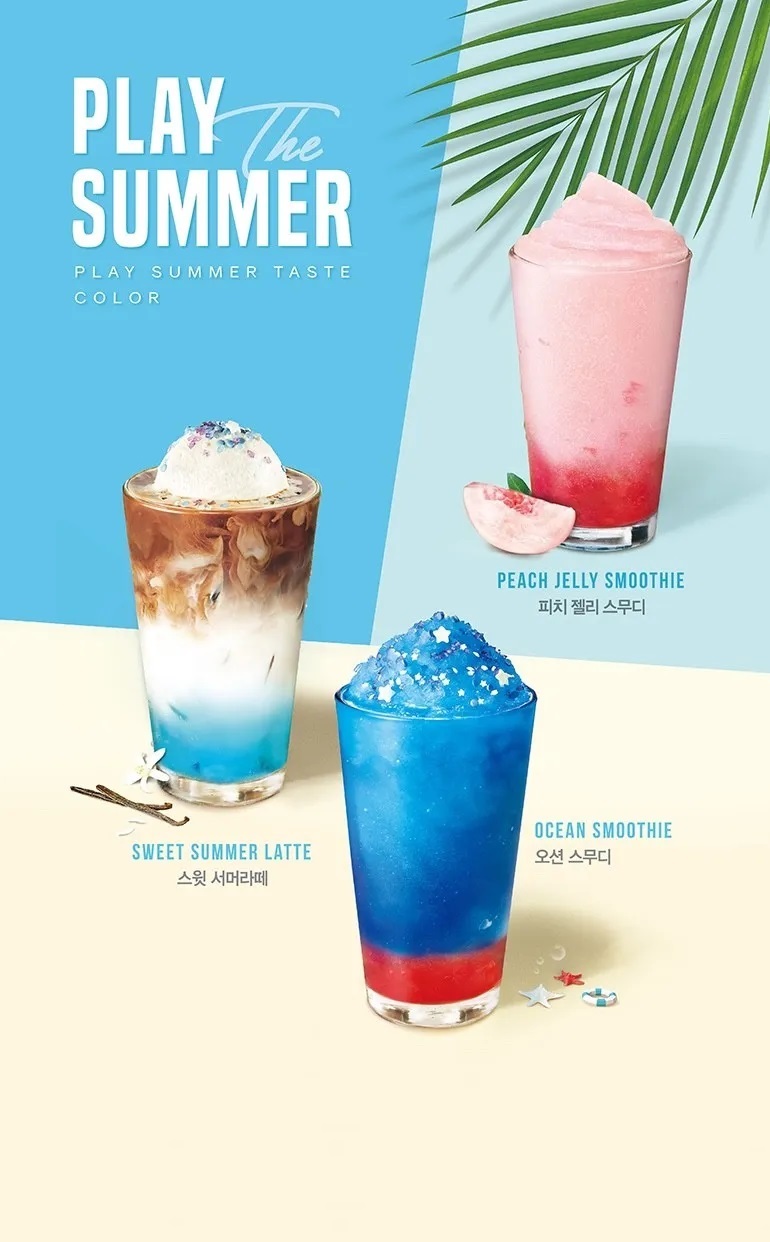 PLAY The
SUMMER
PLAY SUMMER TASTE
COLOR
PEACH JELLY SMOOTHIE
피치 젤리 스무디
OCEAN SMOOTHIE
오션 스무디
SWEET SUMMER LATTE
스윗 서머라떼